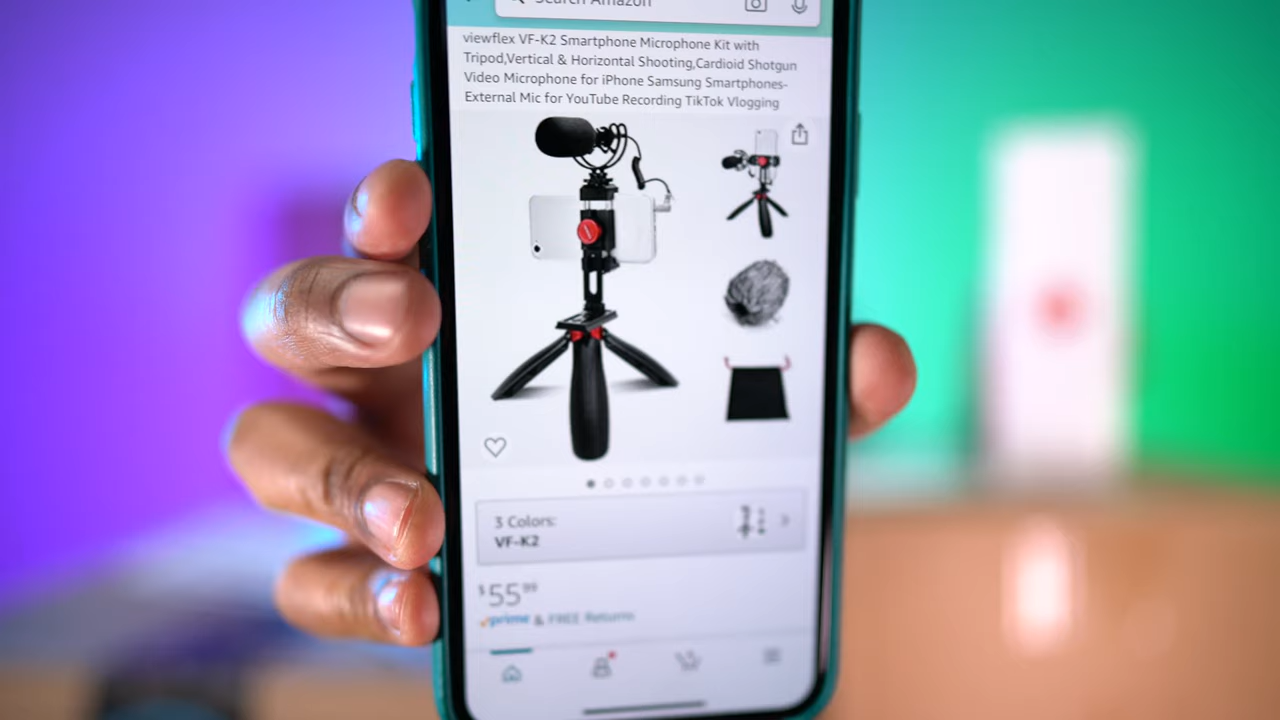 Search Amazon
viewflex VF-K2 Smartphone Microphone Kit with
Tripod,Vertical & Horizontal Shooting,Cardioid Shotgun
Video Microphone for iPhone Samsung Smartphones-
External Mic for YouTube Recording TikTok Vlogging
3 Colors:
VF-K2
$55.99
prime & FREE Returns